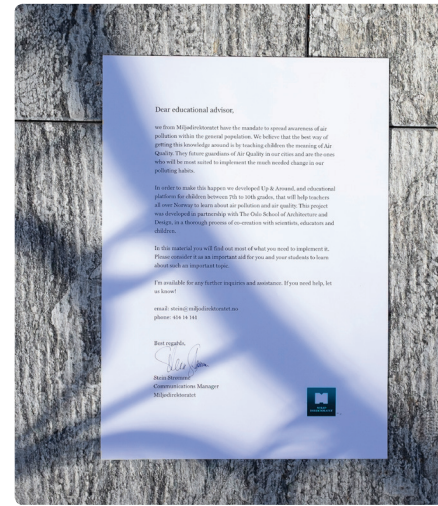 Dear educational advisor,
we from Miljødirektoratet have the mandate to spread awareness of air
pollution within the general population. We believe that the best way of
getting this knowledge around is by teaching children the meaning of Air
Quality. They future guardians of Air Quality in our cities and are the ones
who will be most suited to implement the much needed change in our
polluting habits.
In order to make this happen we developed Up & Around, and educational
platform for children between 7th to 10th grades, that will help teachers
all over Norway to learn about air pollution and air quality. This project
was developed in partnership with The Oslo School of Architecture and
Design, in a thorough process of co-creation with scientists, educators and
children.
In this material you will find out most of what you need to implement it.
Please consider it as an important aid for you and your students to learn
about such an important topic.
I'm available for any further inquiries and assistance. If you need help, let
us know!
email: stein@miljodirektoratet.no
phone: 414 14 141
Best regards,
Stein
Communications Manager
Miljødirektoratet